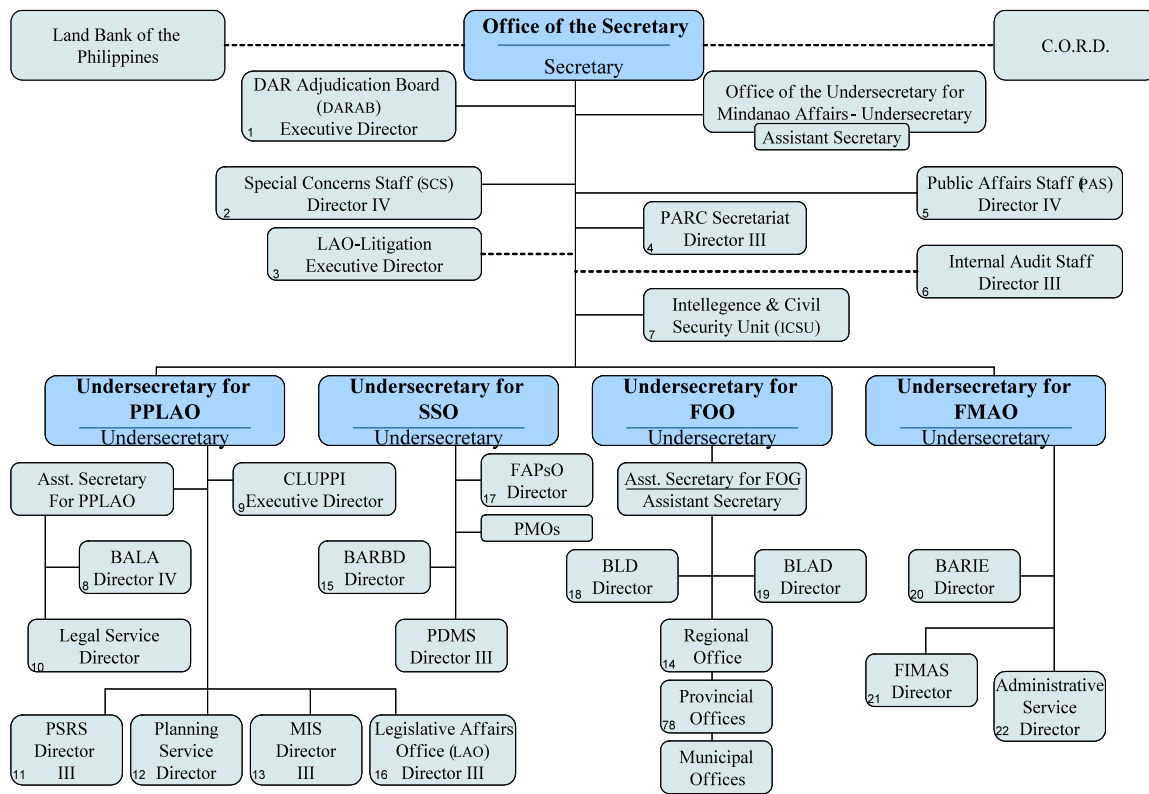 Land Bank of the
Philippines
Office of the Secretary
Secretary
C.O.R.D.
DAR Adjudication Board
(DARAB)
Executive Director
1
Office of the Undersecretary for
Mindanao Affairs - Undersecretary
Assistant Secretary
Special Concerns Staff (SCS)
Director IV
2
Public Affairs Staff (PAS)
Director IV
5
PARC Secretariat
Director III
4
LAO-Litigation
Executive Director
3
Internal Audit Staff
Director III
6
Intellegence & Civil
Security Unit (ICSU)
7
Undersecretary for
PPLAO
Undersecretary
Undersecretary for
SSO
Undersecretary
Undersecretary for
FOO
Undersecretary
Undersecretary for
FMAO
Undersecretary
Asst. Secretary
For PPLAO
CLUPPI
Executive Director
9
BALA
Director IV
8
Legal Service
Director
10
PSRS
Director
III
11
Planning
Service
Director
12
MIS
Director
III
13
Legislative Affairs
Office (LAO)
Director III
16
FAPsO
Director
17
PMOs
BARBD
Director
15
PDMS
Director III
Asst. Secretary for FOG
Assistant Secretary
BLD
Director
18
BLAD
Director
19
Regional
Office
14
Provincial
Offices
78
Municipal
Offices
BARIE
Director
20
FIMAS
Director
21
Administrative
Service
Director
22